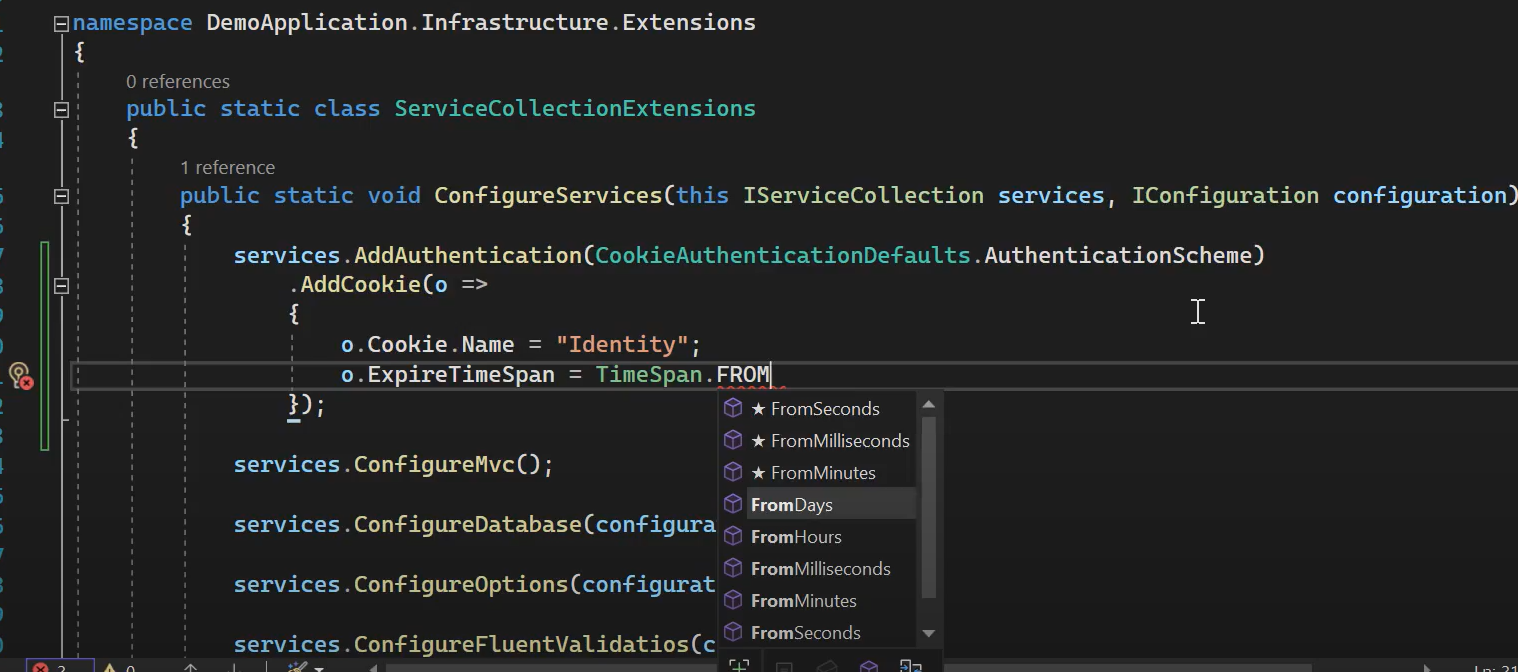 namespace DemoApplication.Infrastructure.Extensions
{
0 references
public static class ServiceCollectionExtensions
{
1 reference
public static void ConfigureServices(this IServiceCollection services, IConfiguration configuration)
{
services.AddAuthentication(CookieAuthenticationDefaults.AuthenticationScheme)
.AddCookie(o =>
{
o.Cookie.Name = "Identity";
o.ExpireTimeSpan = TimeSpan.FROM
});
★ FromSeconds
★ FromMilliseconds
★ FromMinutes
FromDays
FromHours
FromMilliseconds
FromMinutes
FromSeconds
services.ConfigureMvc();
services.ConfigureDatabase(configura
services.ConfigureOptions(configurat
services.ConfigureFluentValidatios(c